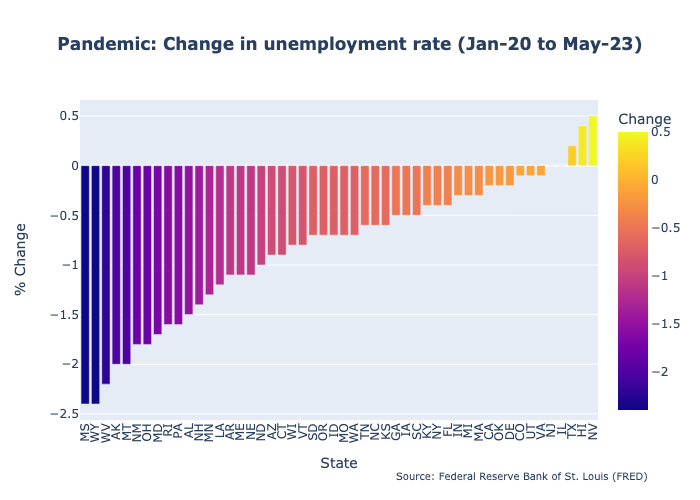 Pandemic: Change in unemployment rate (Jan-20 to May-23)
Change
0.5
0
−0.5
−1
−1.5
−2
−2.5
% Change
0.5
0
−0.5
−1
−1.5
−2
MS WY WV AK MT NM OH MD RI PA AL NH MN LA AR ME NE ND AZ CT WI VT SD OR ID MO WA TN NC KS GA IA SC KY NY FL IN MI MA CA OK DE CO UT VA NJ IL TX HI NV
State
Source: Federal Reserve Bank of St. Louis (FRED)